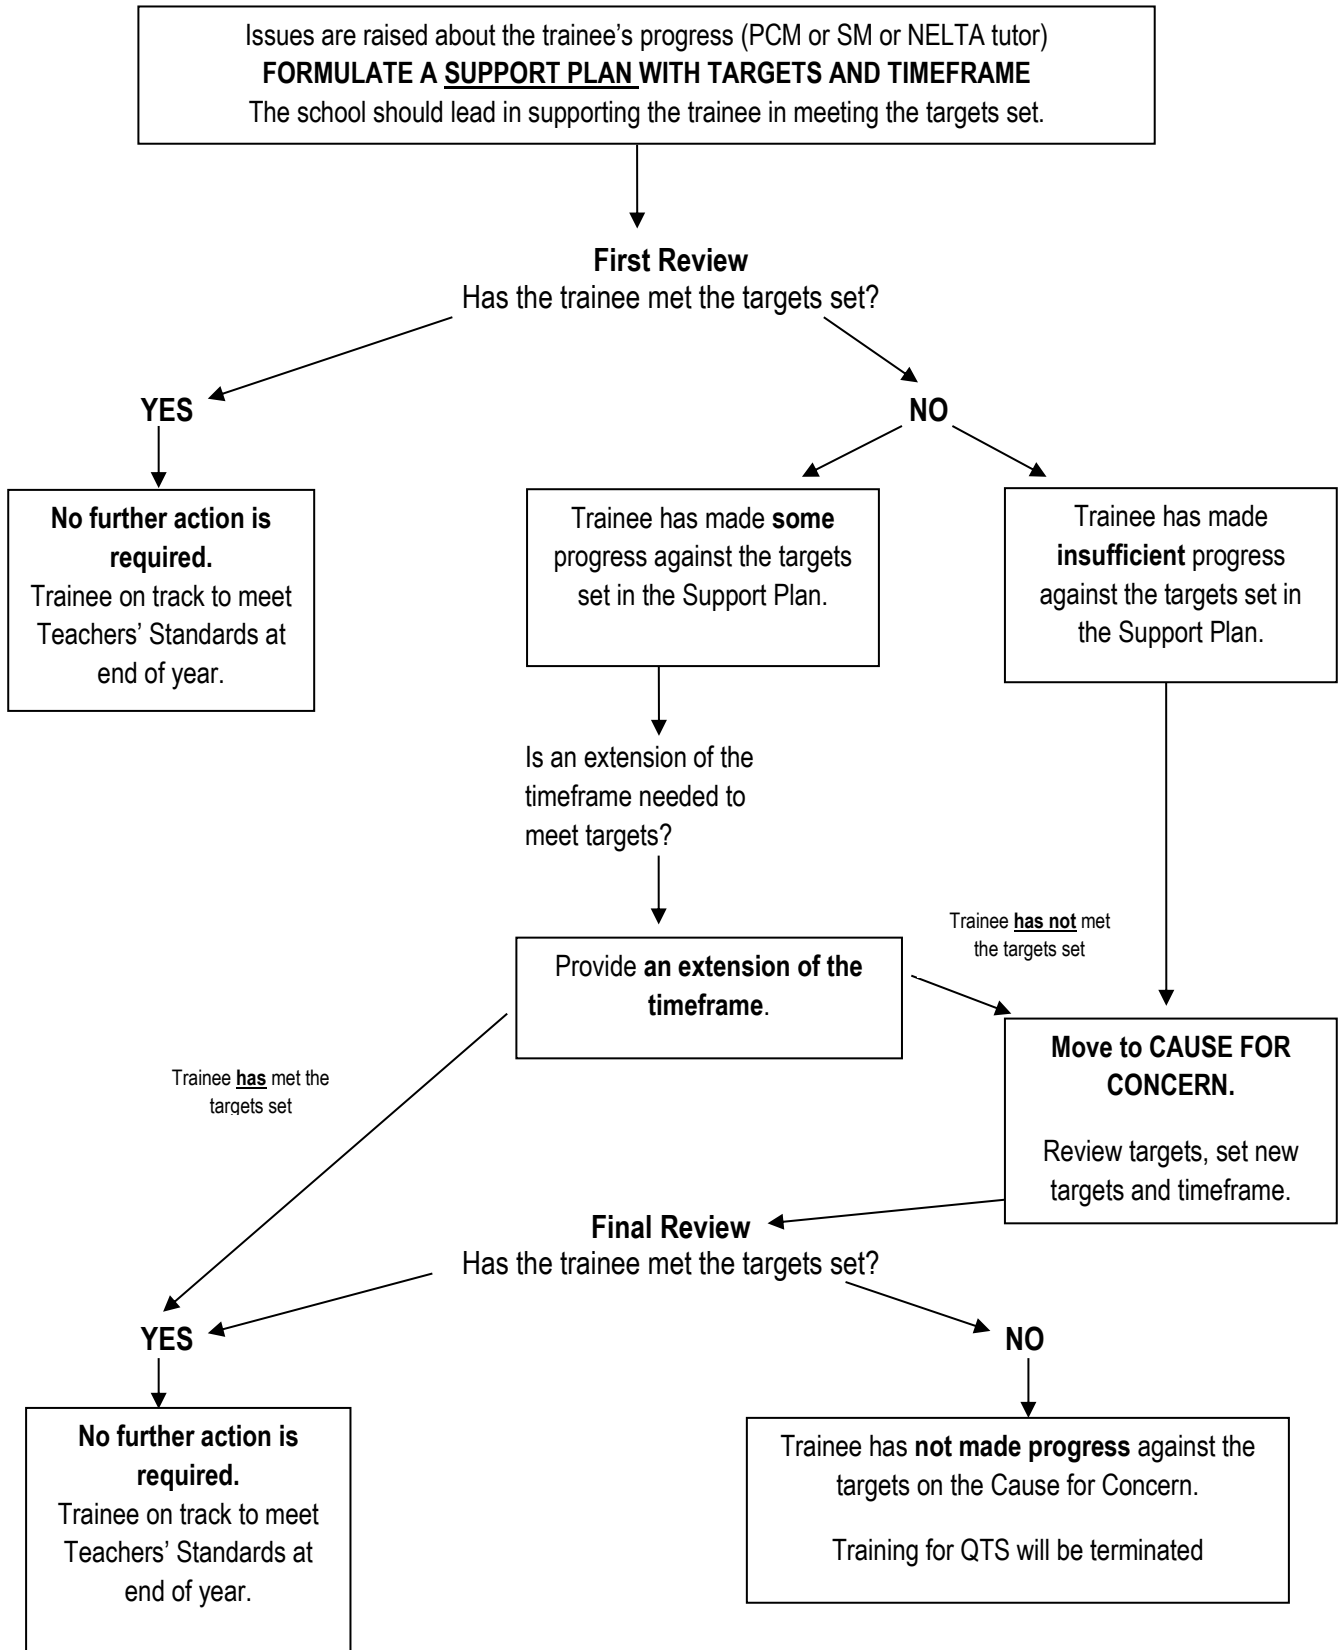 Issues are raised about the trainee’s progress (PCM or SM or NELTA tutor)
FORMULATE A SUPPORT PLAN WITH TARGETS AND TIMEFRAME
The school should lead in supporting the trainee in meeting the targets set.
First Review
Has the trainee met the targets set?
YES
NO
No further action is
required.
Trainee on track to meet
Teachers’ Standards at
end of year.
Trainee has made some
progress against the targets
set in the Support Plan.
Trainee has made
insufficient progress
against the targets set in
the Support Plan.
Is an extension of the
timeframe needed to
meet targets?
Trainee has not met
the targets set
Provide an extension of the
timeframe.
Move to CAUSE FOR
CONCERN.
Review targets, set new
targets and timeframe.
Trainee has met the
targets set
Final Review
Has the trainee met the targets set?
YES
NO
No further action is
required.
Trainee on track to meet
Teachers’ Standards at
end of year.
Trainee has not made progress against the
targets on the Cause for Concern.
Training for QTS will be terminated